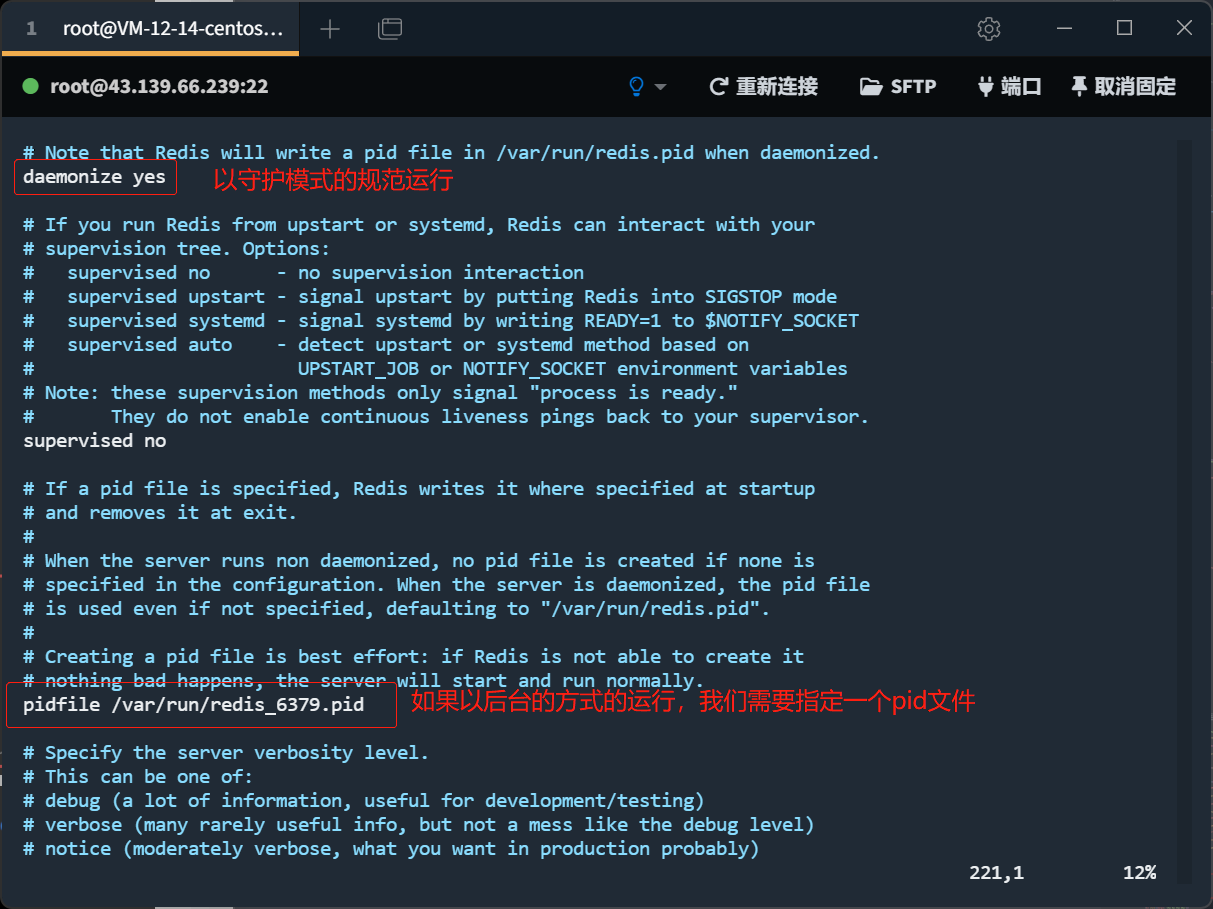 1 root@VM-12-14-centos...
root@43.139.66.239:22 重新连接 SFTP 端口 取消固定
# Note that Redis will write a pid file in /var/run/redis.pid when daemonized.
daemonize yes 以守护模式的规范运行
# If you run Redis from upstart or systemd, Redis can interact with your
# supervision tree. Options:
#   supervised no      - no supervision interaction
#   supervised upstart - signal upstart by putting Redis into SIGSTOP mode
#   supervised systemd - signal systemd by writing READY=1 to $NOTIFY_SOCKET
#   supervised auto    - detect upstart or systemd method based on
#                        UPSTART_JOB or NOTIFY_SOCKET environment variables
# Note: these supervision methods only signal "process is ready."
#       They do not enable continuous liveness pings back to your supervisor.
supervised no
# If a pid file is specified, Redis writes it where specified at startup
# and removes it at exit.
#
# When the server runs non daemonized, no pid file is created if none is
# specified in the configuration. When the server is daemonized, the pid file
# is used even if not specified, defaulting to "/var/run/redis.pid".
#
# Creating a pid file is best effort: if Redis is not able to create it
# nothing bad happens, the server will start and run normally.
pidfile /var/run/redis_6379.pid 如果以后台的方式的运行，我们需要指定一个pid文件
# Specify the server verbosity level.
# This can be one of:
# debug (a lot of information, useful for development/testing)
# verbose (many rarely useful info, but not a mess like the debug level)
# notice (moderately verbose, what you want in production probably)
221,1 12%